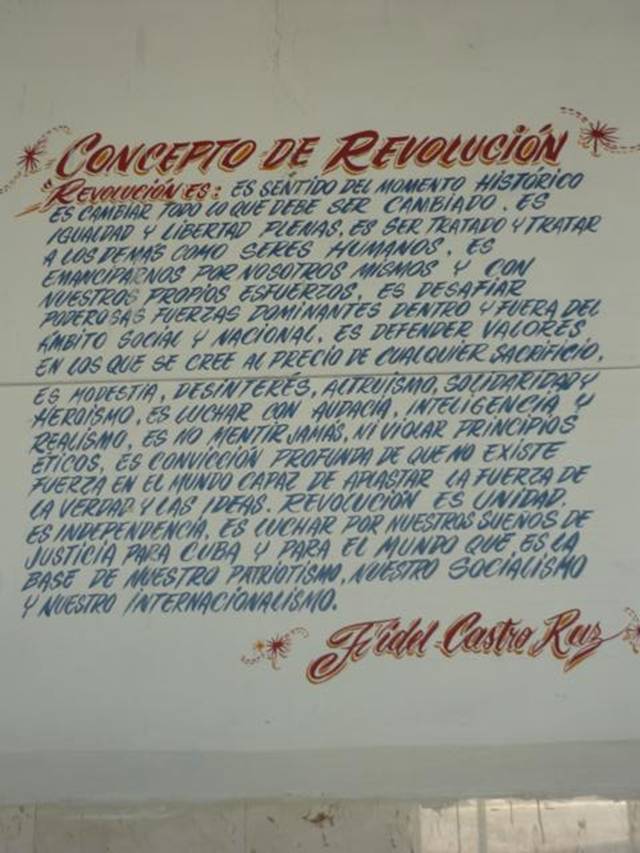 CONCEPTO DE REVOLUCIÓN
"REVOLUCIÓN ES: ES SENTIDO DEL MOMENTO HISTÓRICO
ES CAMBIAR TODO LO QUE DEBE SER CAMBIADO. ES
IGUALDAD Y LIBERTAD PLENAS. ES SER TRATADO Y TRATAR
A LOS DEMÁS COMO SERES HUMANOS. ES
EMANCIPARNOS POR NOSOTROS MISMOS Y CON
NUESTROS PROPIOS ESFUERZOS. ES DESAFIAR
PODEROSAS FUERZAS DOMINANTES DENTRO Y FUERA DEL
ÁMBITO SOCIAL Y NACIONAL. ES DEFENDER VALORES
EN LOS QUE SE CREE AL PRECIO DE CUALQUIER SACRIFICIO.
ES MODESTIA, DESINTERÉS, ALTRUISMO, SOLIDARIDAD Y
HEROISMO. ES LUCHAR CON AUDACIA, INTELIGENCIA Y
REALISMO. ES NO MENTIR JAMÁS, NI VIOLAR PRINCIPIOS
ÉTICOS. ES CONVICCIÓN PROFUNDA DE QUE NO EXISTE
FUERZA EN EL MUNDO CAPAZ DE APLASTAR LA FUERZA DE
LA VERDAD Y LAS IDEAS. REVOLUCIÓN ES UNIDAD,
ES INDEPENDENCIA, ES LUCHAR POR NUESTROS SUEÑOS DE
JUSTICIA PARA CUBA Y PARA EL MUNDO QUE ES LA
BASE DE NUESTRO PATRIOTISMO, NUESTRO SOCIALISMO
Y NUESTRO INTERNACIONALISMO.
Fidel Castro Ruz